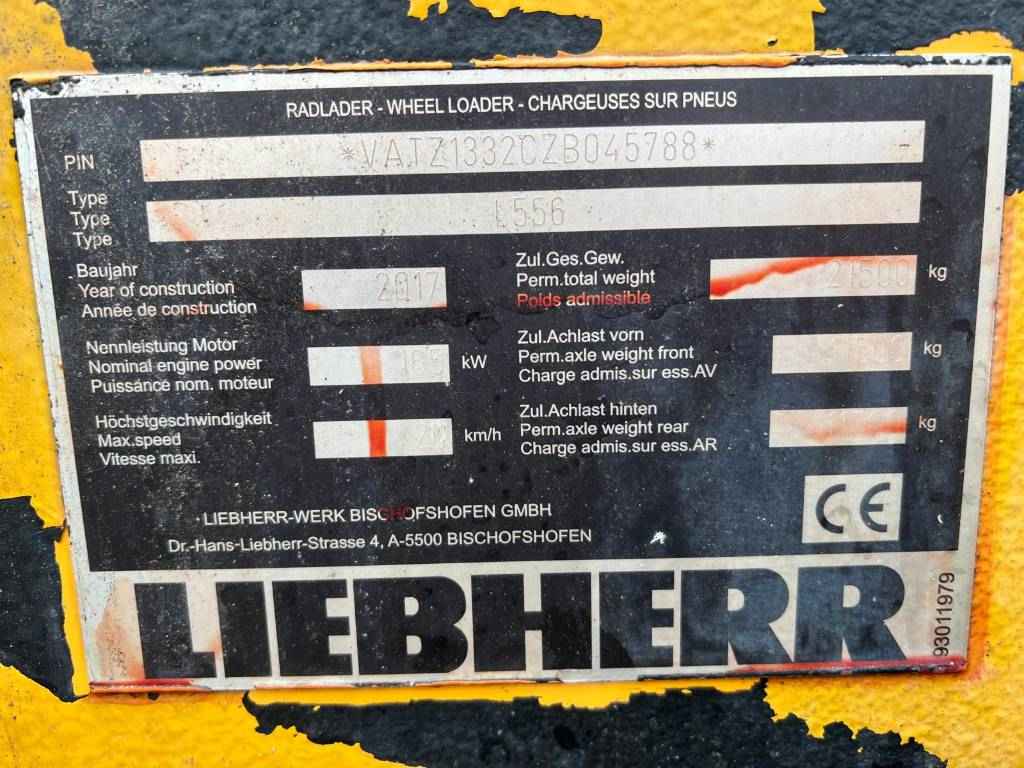 RADLADER - WHEEL LOADER - CHARGEUSES SUR PNEUS
PIN *VATZ1332CZB045788* -
Type
Type L556
Type
Baujahr
Year of construction 2017
Année de construction
Zul.Ges.Gew.
Perm.total weight 21500 kg
Poids admissible
Nennleistung Motor
Nominal engine power kW
Puissance nom. moteur
Zul.Achlast vorn
Perm.axle weight front kg
Charge admis.sur ess.AV
Höchstgeschwindigkeit
Max.speed km/h
Vitesse maxi.
Zul.Achlast hinten
Perm.axle weight rear kg
Charge admis.sur ess.AR
CE
LIEBHERR-WERK BISCHOFSHOFEN GMBH
Dr.-Hans-Liebherr-Strasse 4, A-5500 BISCHOFSHOFEN
LIEBHERR
93011979